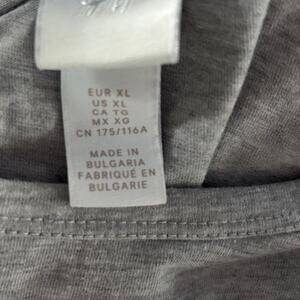 EUR XL
US XL
CA TG
MX XG
CN 175/116A
MADE IN
BULGARIA
FABRIQUÉ EN
BULGARIE